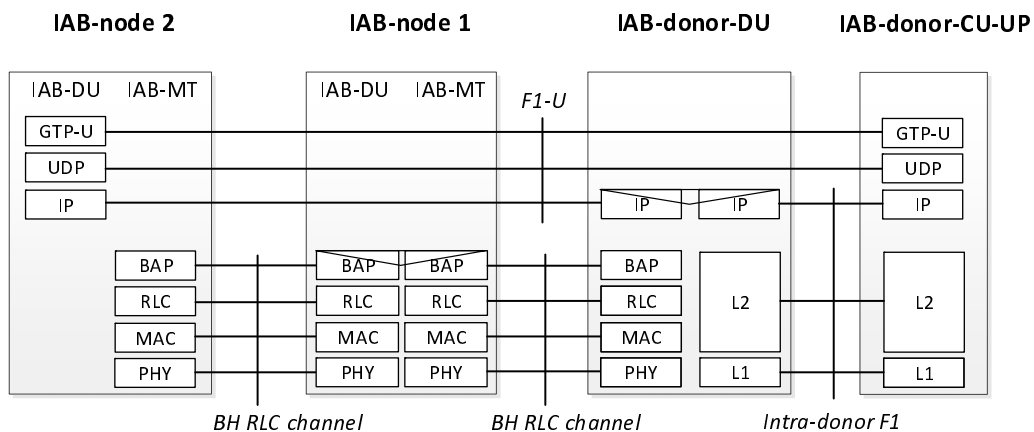 IAB-node 2 IAB-node 1 IAB-donor-DU IAB-donor-CU-UP
IAB-DU IAB-MT IAB-DU IAB-MT
F1-U
GTP-U GTP-U
UDP UDP
IP IP IP IP
BAP BAP BAP BAP
RLC RLC RLC RLC L2 L2
MAC MAC MAC MAC
PHY PHY PHY PHY L1 L1
BH RLC channel BH RLC channel Intra-donor F1